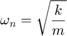 ωₙ = √(k/m)